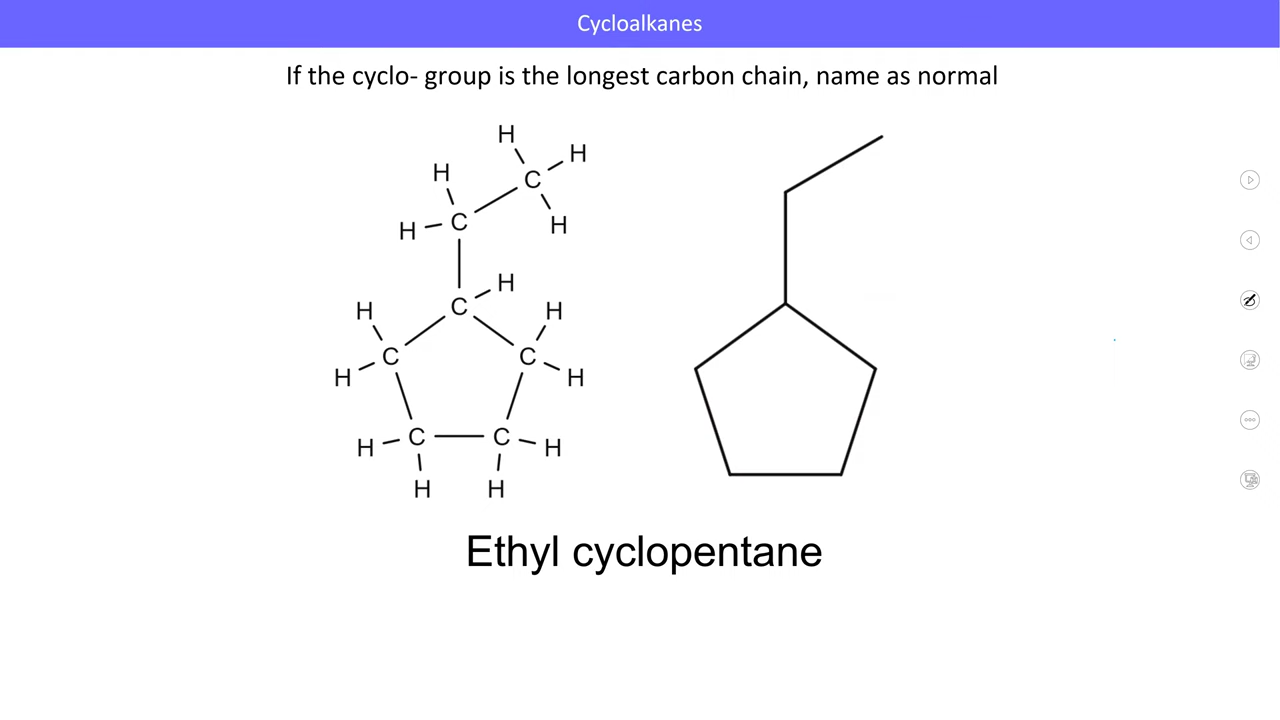 Cycloalkanes
If the cyclo- group is the longest carbon chain, name as normal
H
H
H
C
H
C
H
H
C
H
H
H
C
C
H
H
H
C
C
H
H
H
Ethyl cyclopentane